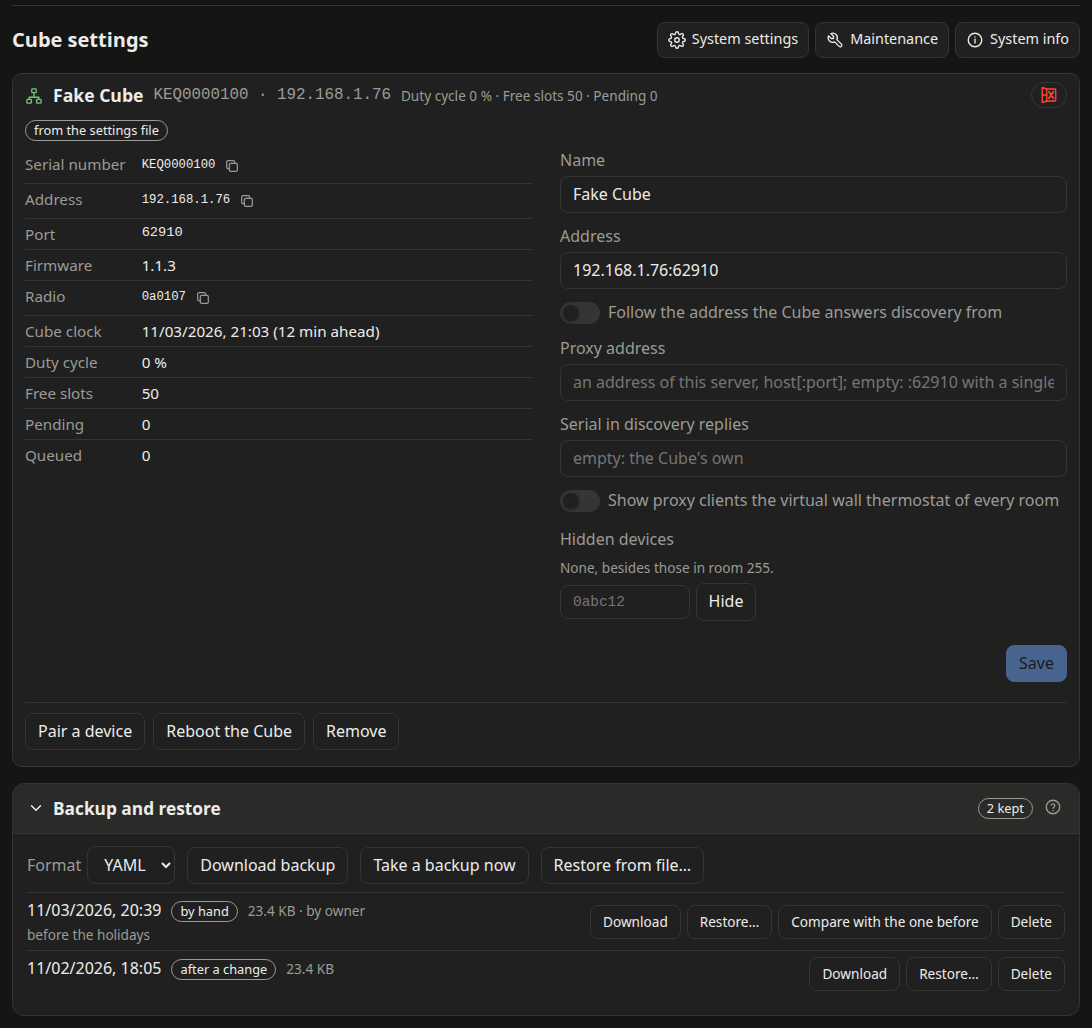 Cube settings
System settings
Maintenance
System info
Fake Cube KEQ0000100 · 192.168.1.76 Duty cycle 0 % · Free slots 50 · Pending 0
from the settings file
Serial number KEQ0000100
Address 192.168.1.76
Port 62910
Firmware 1.1.3
Radio 0a0107
Cube clock 11/03/2026, 21:03 (12 min ahead)
Duty cycle 0 %
Free slots 50
Pending 0
Queued 0
Name
Fake Cube
Address
192.168.1.76:62910
Follow the address the Cube answers discovery from
Proxy address
an address of this server, host[:port]; empty: :62910 with a single
Serial in discovery replies
empty: the Cube's own
Show proxy clients the virtual wall thermostat of every room
Hidden devices
None, besides those in room 255.
0abc12 Hide
Save
Pair a device Reboot the Cube Remove
Backup and restore 2 kept
Format YAML Download backup Take a backup now Restore from file...
11/03/2026, 20:39 by hand 23.4 KB · by owner
before the holidays
Download Restore... Compare with the one before Delete
11/02/2026, 18:05 after a change 23.4 KB
Download Restore... Delete